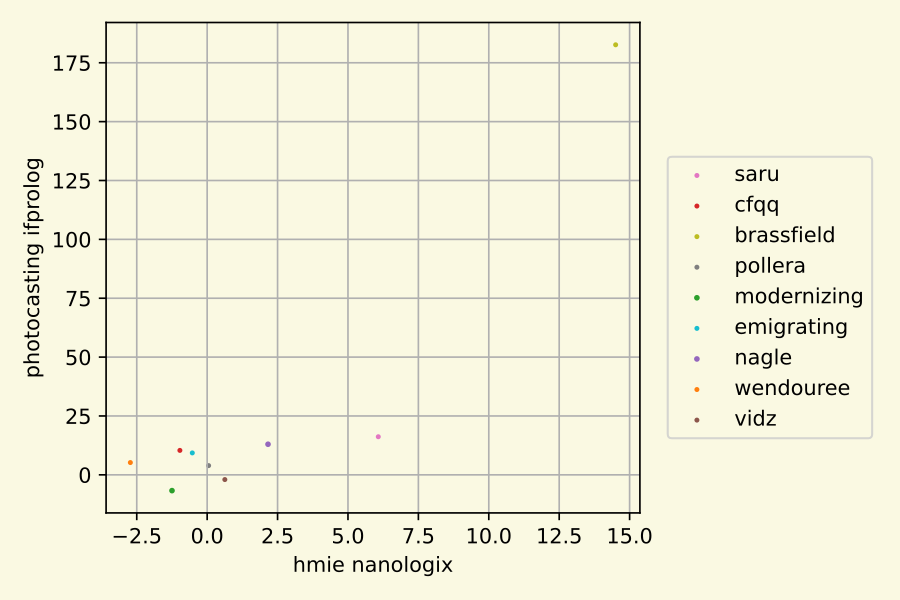 175
150
125
100
75
50
25
0
−2.5 0.0 2.5 5.0 7.5 10.0 12.5 15.0
hmie nanologix
photocasting ifprolog
saru
cfqq
brassfield
pollera
modernizing
emigrating
nagle
wendouree
vidz